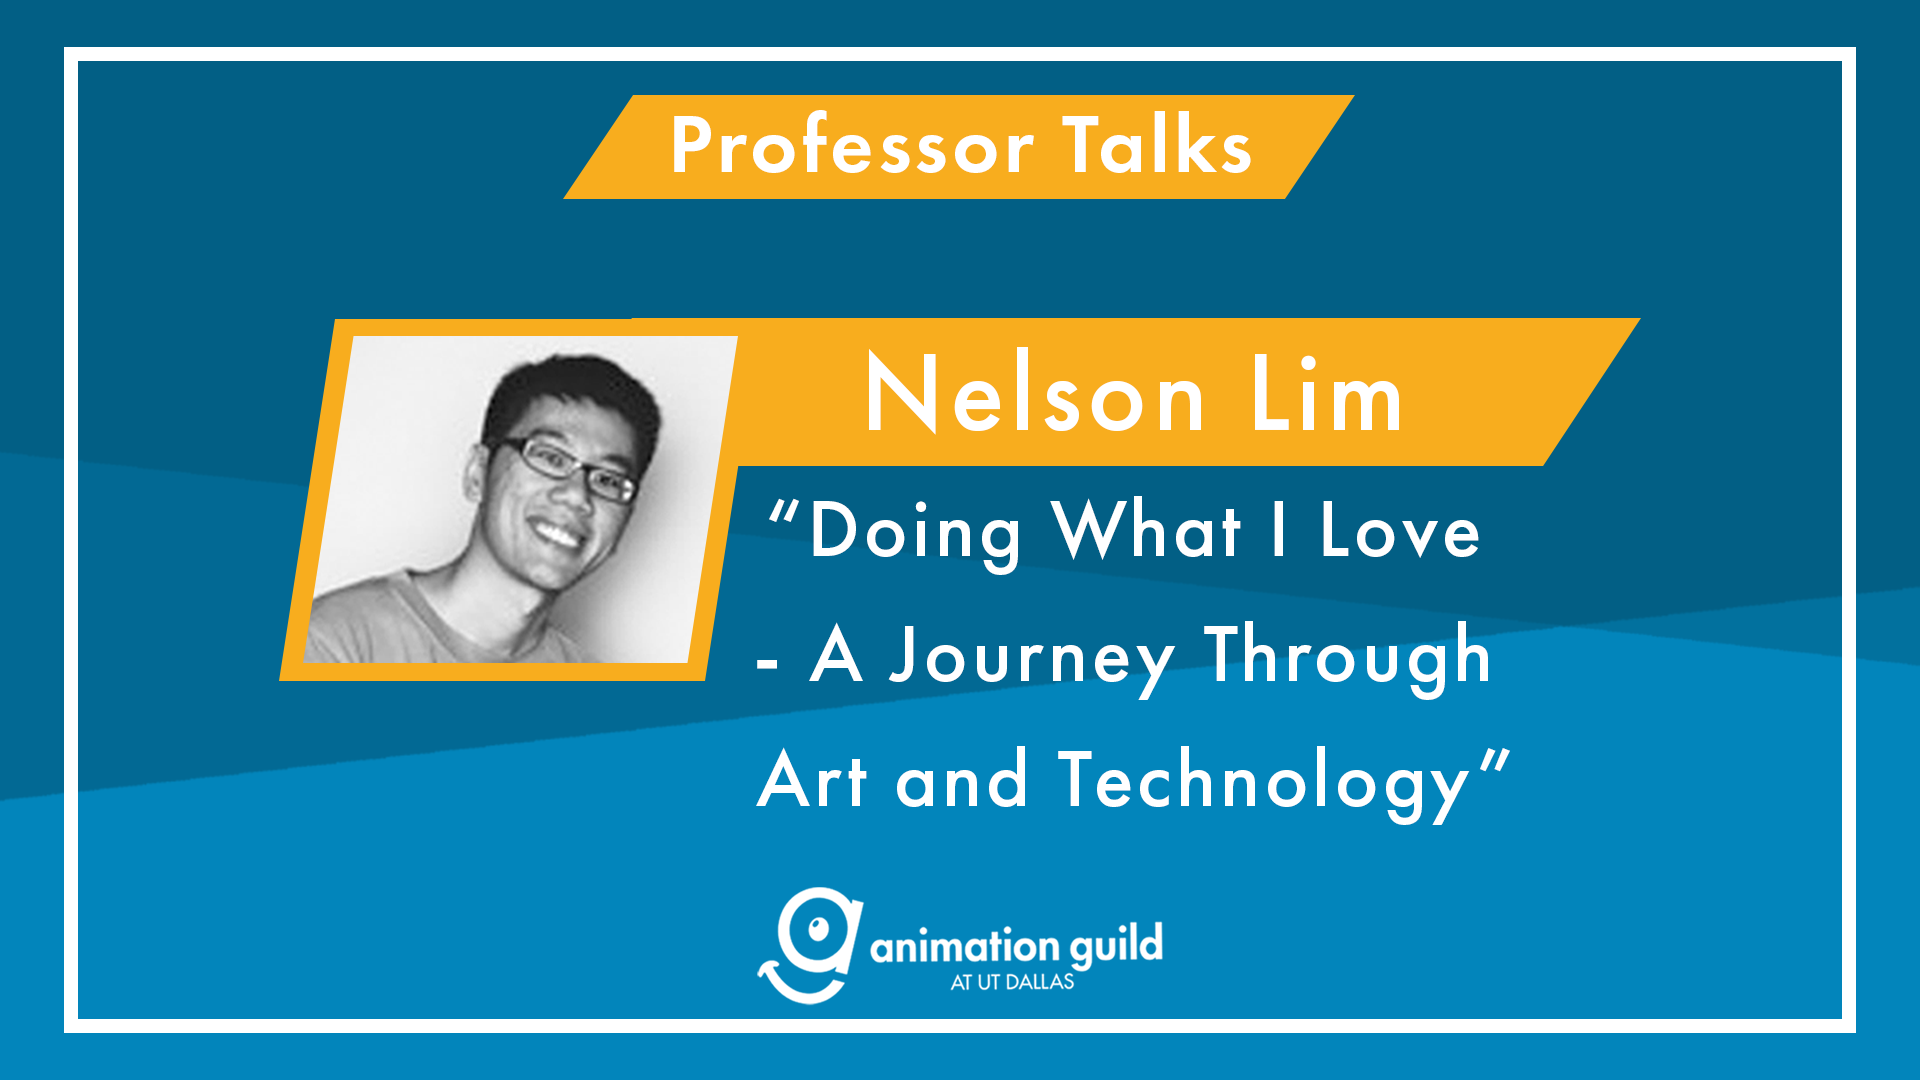 Professor Talks
Nelson Lim
“Doing What I Love
- A Journey Through
Art and Technology”
animation guild
AT UT DALLAS